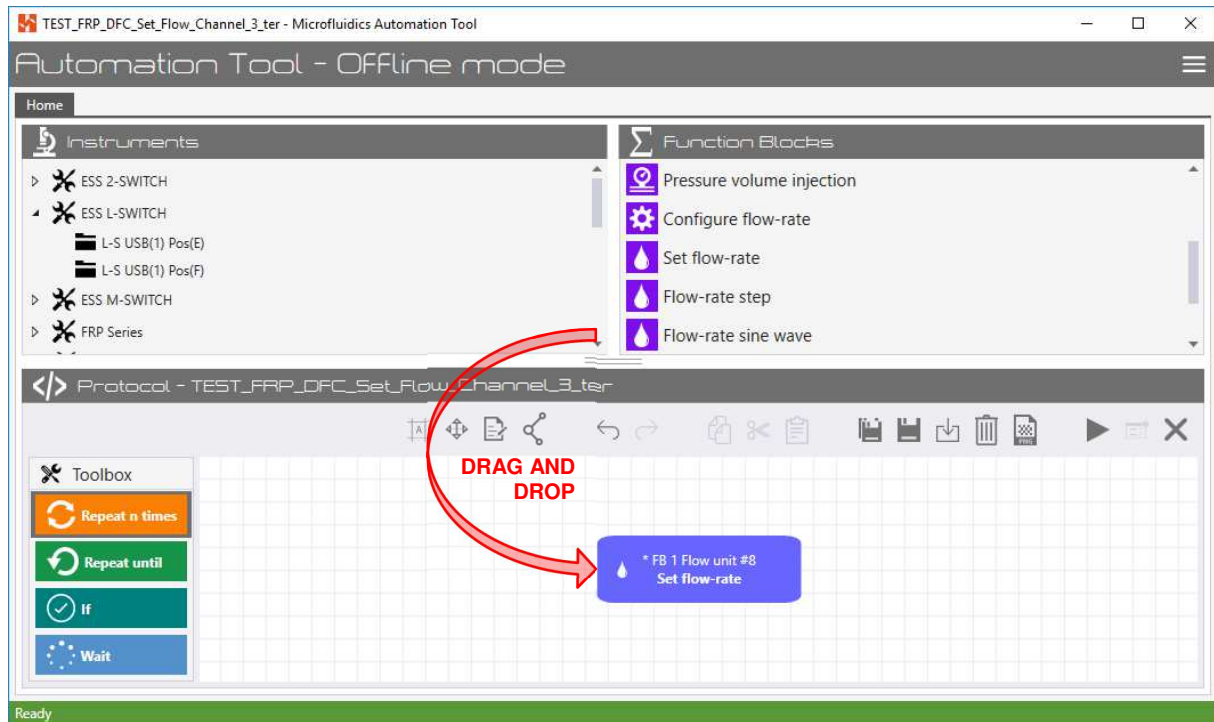 TEST_FRP_DFC_Set_Flow_Channel_3_ter - Microfluidics Automation Tool
Automation Tool - Offline mode
Home
Instruments
ESS 2-SWITCH
ESS L-SWITCH
L-S USB(1) Pos(E)
L-S USB(1) Pos(F)
ESS M-SWITCH
FRP Series
Function Blocks
Pressure volume injection
Configure flow-rate
Set flow-rate
Flow-rate step
Flow-rate sine wave
Protocol - TEST_FRP_DFC_Set_Flow_Channel_3_ter
A
PNG
Toolbox
Repeat n times
Repeat until
If
Wait
DRAG AND
DROP
* FB 1 Flow unit #8
Set flow-rate
Ready